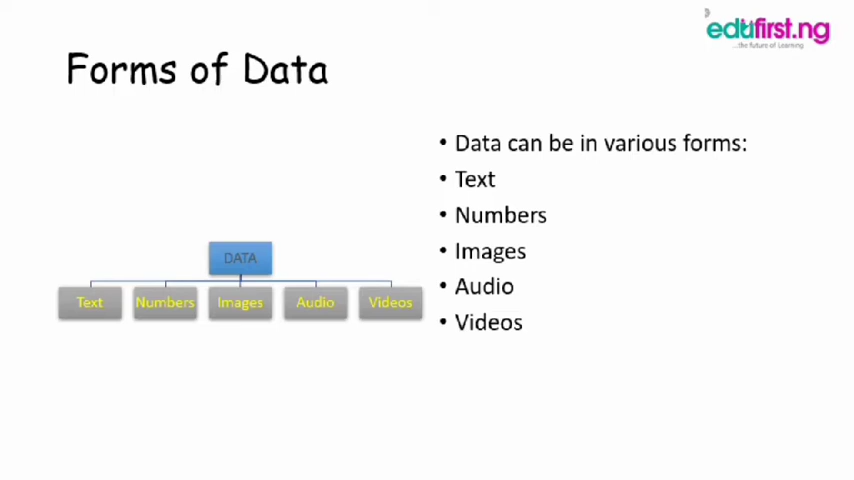 edufirst.ng
...the future of Learning
Forms of Data
• Data can be in various forms:
• Text
• Numbers
• Images
• Audio
• Videos
DATA
Text Numbers Images Audio Videos